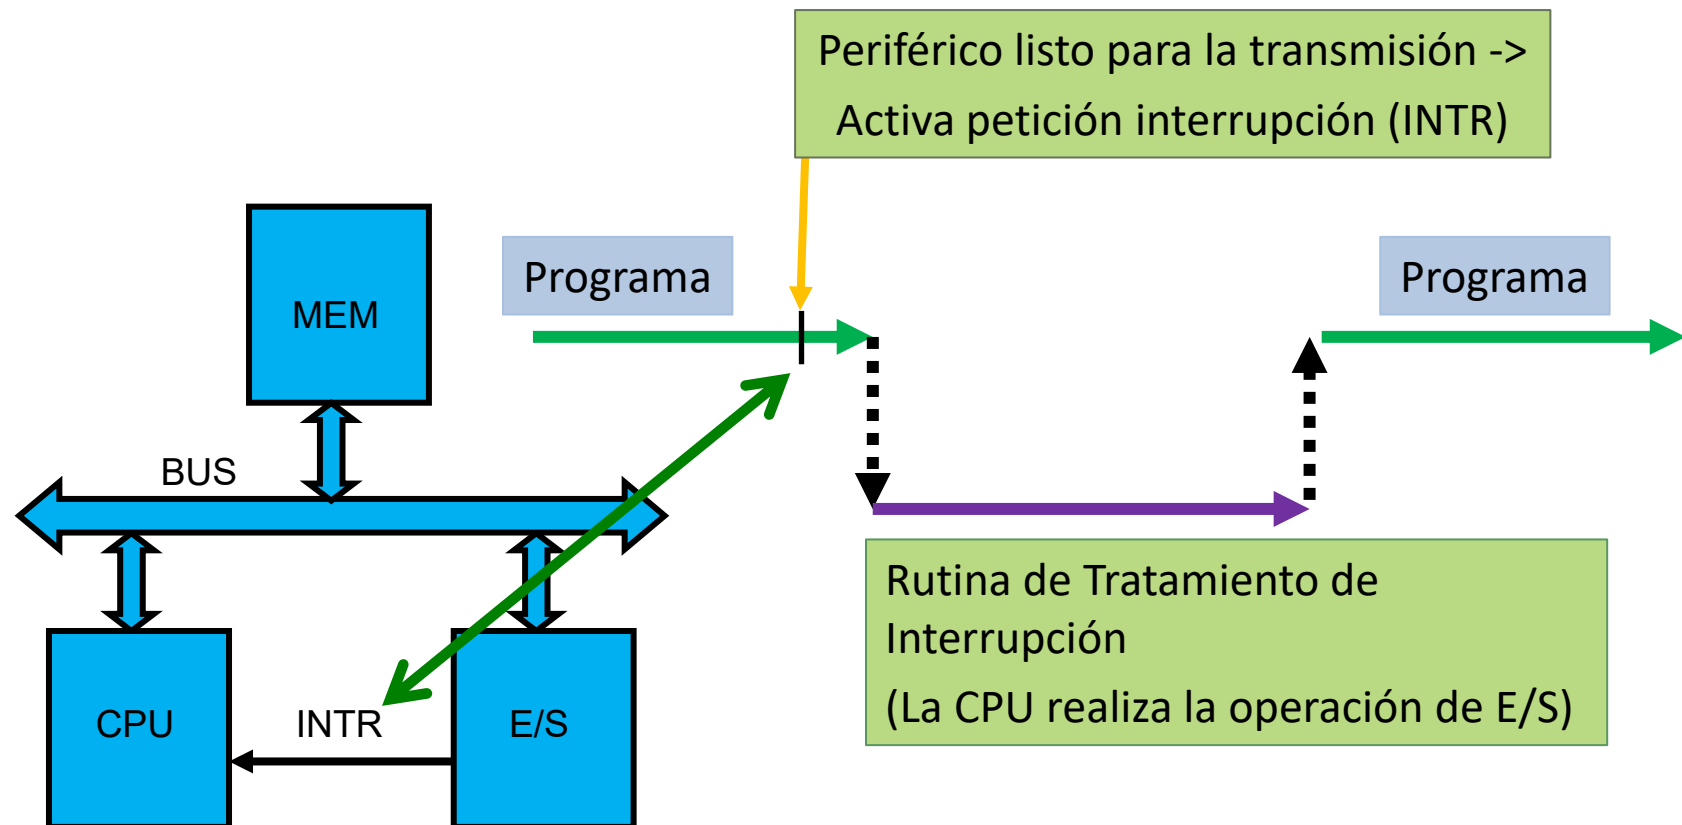 Periférico listo para la transmisión ->
Activa petición interrupción (INTR)
Programa
Programa
MEM
BUS
Rutina de Tratamiento de
Interrupción
(La CPU realiza la operación de E/S)
CPU
INTR
E/S